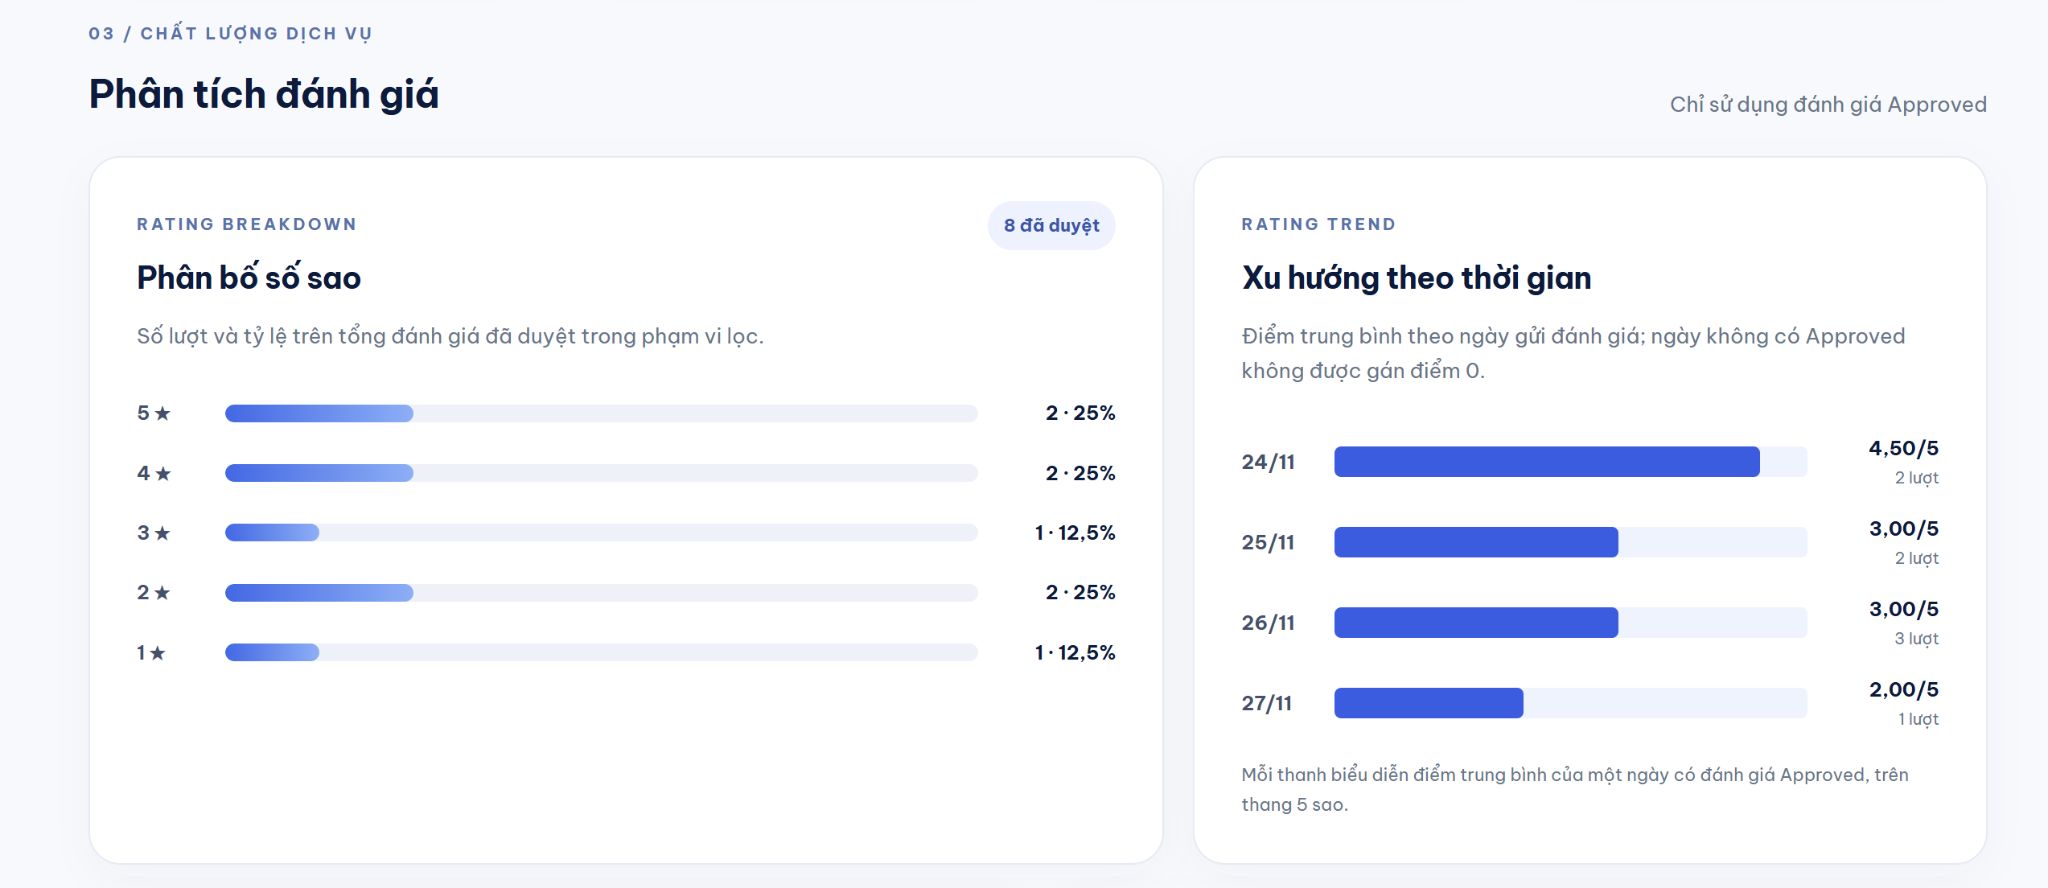 03 / CHẤT LƯỢNG DỊCH VỤ
Phân tích đánh giá
Chỉ sử dụng đánh giá Approved
RATING BREAKDOWN
8 đã duyệt
Phân bố số sao
Số lượt và tỷ lệ trên tổng đánh giá đã duyệt trong phạm vi lọc.
5 ★ 2 · 25%
4 ★ 2 · 25%
3 ★ 1 · 12,5%
2 ★ 2 · 25%
1 ★ 1 · 12,5%
RATING TREND
Xu hướng theo thời gian
Điểm trung bình theo ngày gửi đánh giá; ngày không có Approved
không được gán điểm 0.
24/11 4,50/5
2 lượt
25/11 3,00/5
2 lượt
26/11 3,00/5
3 lượt
27/11 2,00/5
1 lượt
Mỗi thanh biểu diễn điểm trung bình của một ngày có đánh giá Approved, trên
thang 5 sao.